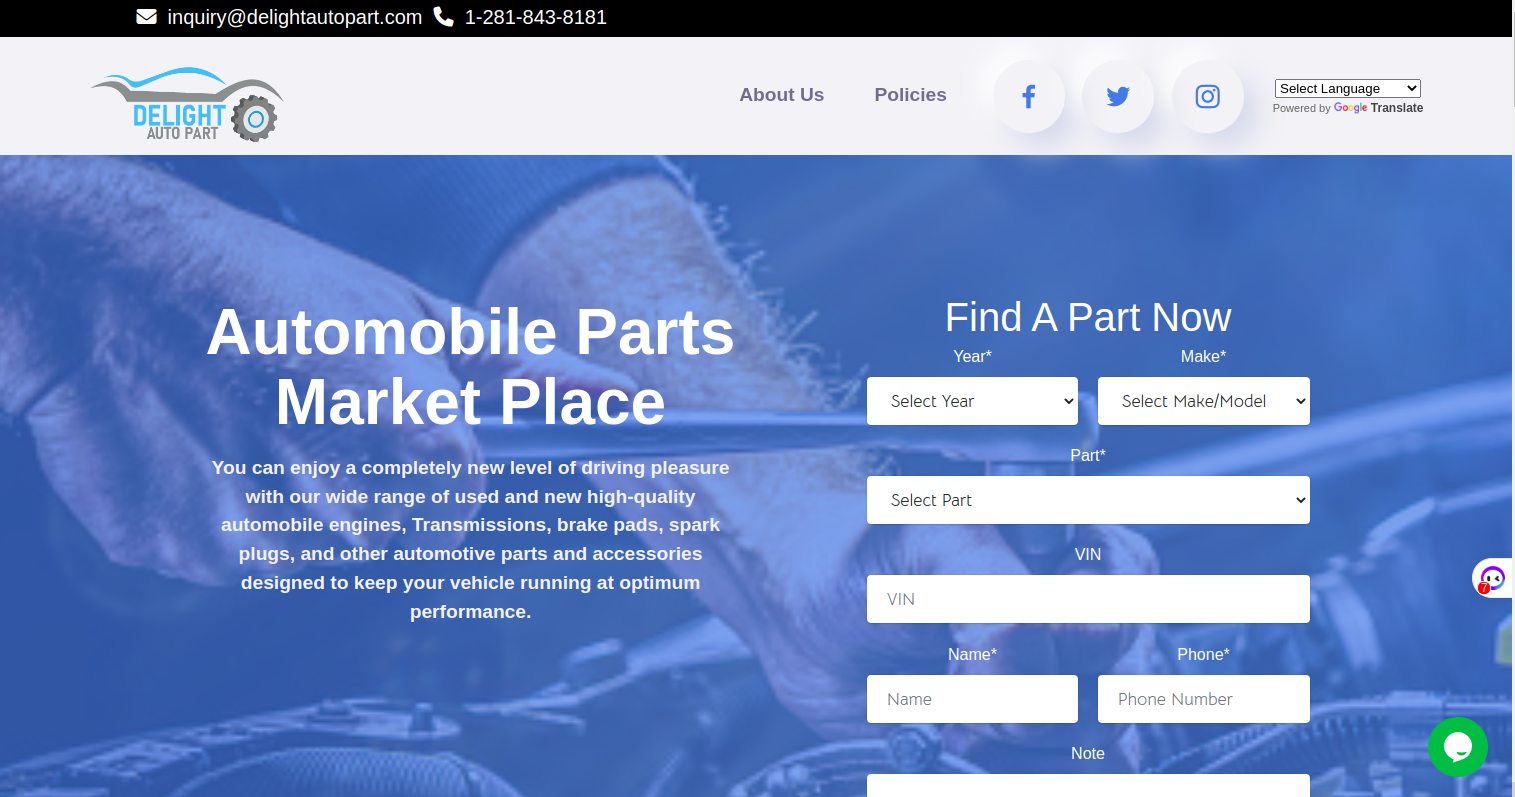 inquiry@delightautopart.com 1-281-843-8181
DELIGHT
AUTO PART
About Us
Policies
Select Language
Powered by Google Translate
Automobile Parts
Market Place
You can enjoy a completely new level of driving pleasure
with our wide range of used and new high-quality
automobile engines, Transmissions, brake pads, spark
plugs, and other automotive parts and accessories
designed to keep your vehicle running at optimum
performance.
Find A Part Now
Year* Make*
Select Year Select Make/Model
Part*
Select Part
VIN
VIN
Name* Phone*
Name Phone Number
Note
7